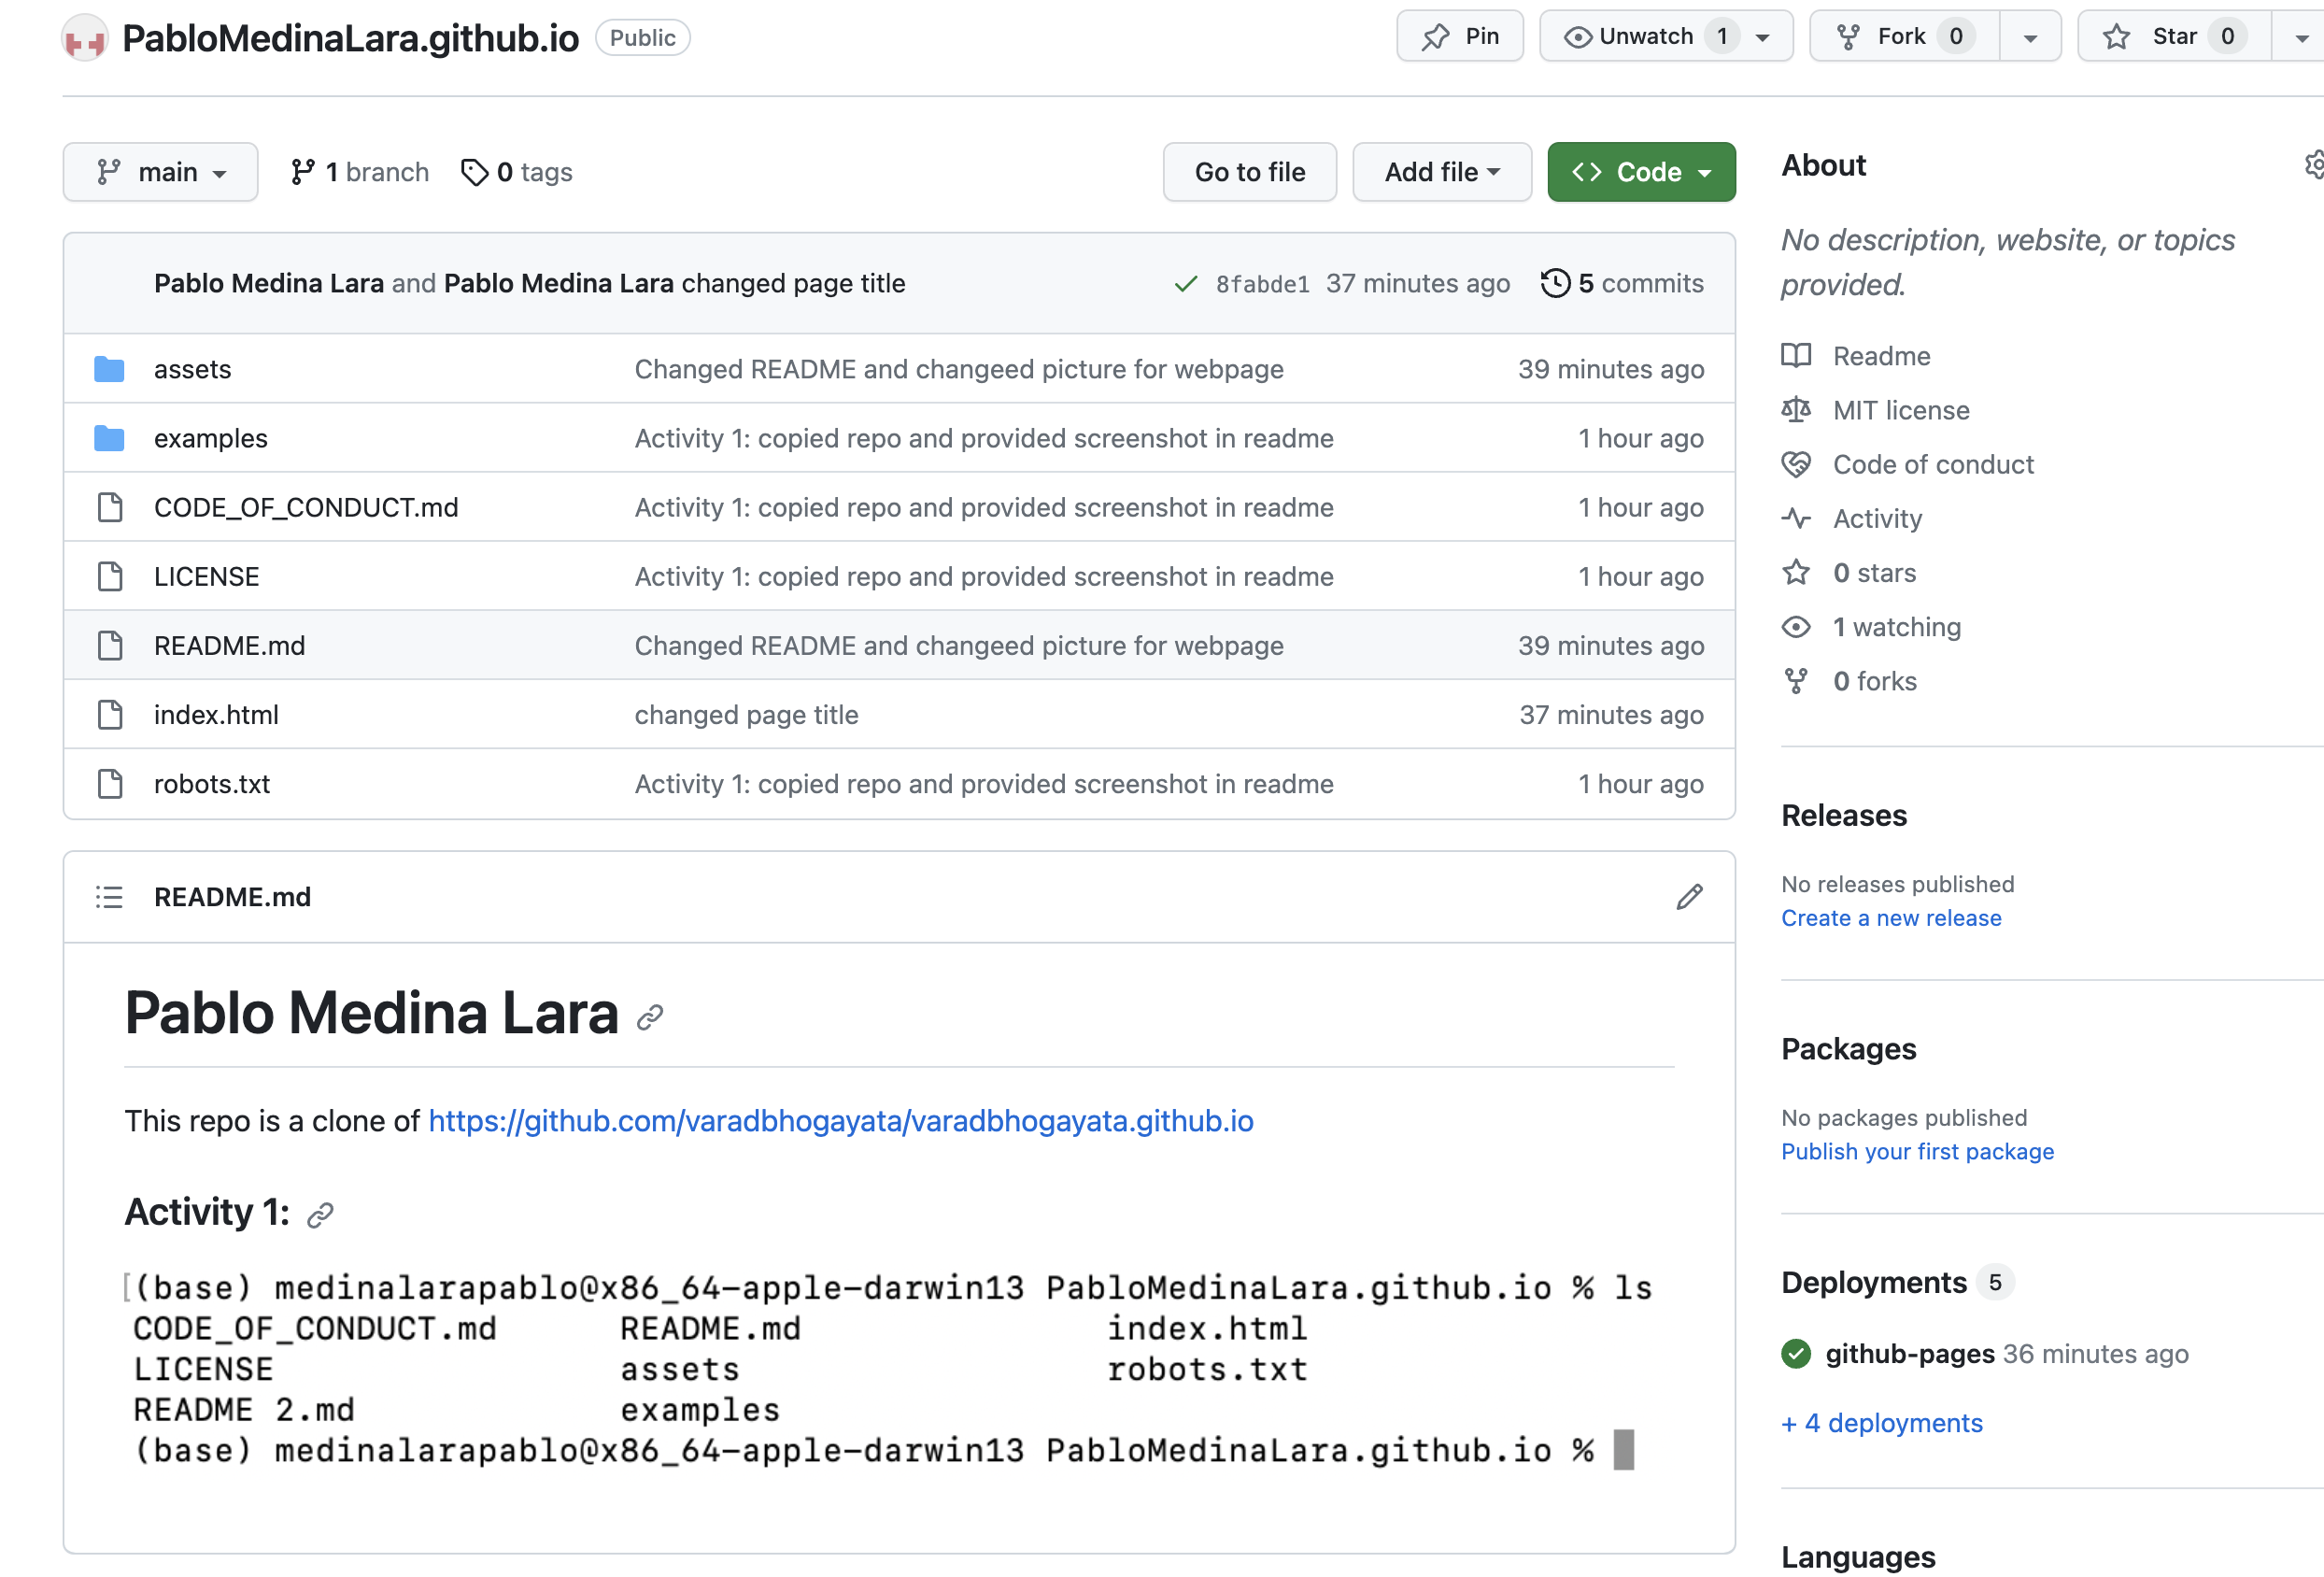 PabloMedinaLara.github.io Public
Pin Unwatch 1 Fork 0 Star 0
main 1 branch 0 tags Go to file Add file Code
Pablo Medina Lara and Pablo Medina Lara changed page title 8fabde1 37 minutes ago 5 commits
assets Changed README and changeed picture for webpage 39 minutes ago
examples Activity 1: copied repo and provided screenshot in readme 1 hour ago
CODE_OF_CONDUCT.md Activity 1: copied repo and provided screenshot in readme 1 hour ago
LICENSE Activity 1: copied repo and provided screenshot in readme 1 hour ago
README.md Changed README and changeed picture for webpage 39 minutes ago
index.html changed page title 37 minutes ago
robots.txt Activity 1: copied repo and provided screenshot in readme 1 hour ago
README.md
Pablo Medina Lara
This repo is a clone of https://github.com/varadbhogayata/varadbhogayata.github.io
Activity 1:
[(base) medinalarapablo@x86_64-apple-darwin13 PabloMedinaLara.github.io % ls
CODE_OF_CONDUCT.md README.md index.html
LICENSE assets robots.txt
README 2.md examples
(base) medinalarapablo@x86_64-apple-darwin13 PabloMedinaLara.github.io %
About
No description, website, or topics
provided.
Readme
MIT license
Code of conduct
Activity
0 stars
1 watching
0 forks
Releases
No releases published
Create a new release
Packages
No packages published
Publish your first package
Deployments 5
github-pages 36 minutes ago
+ 4 deployments
Languages